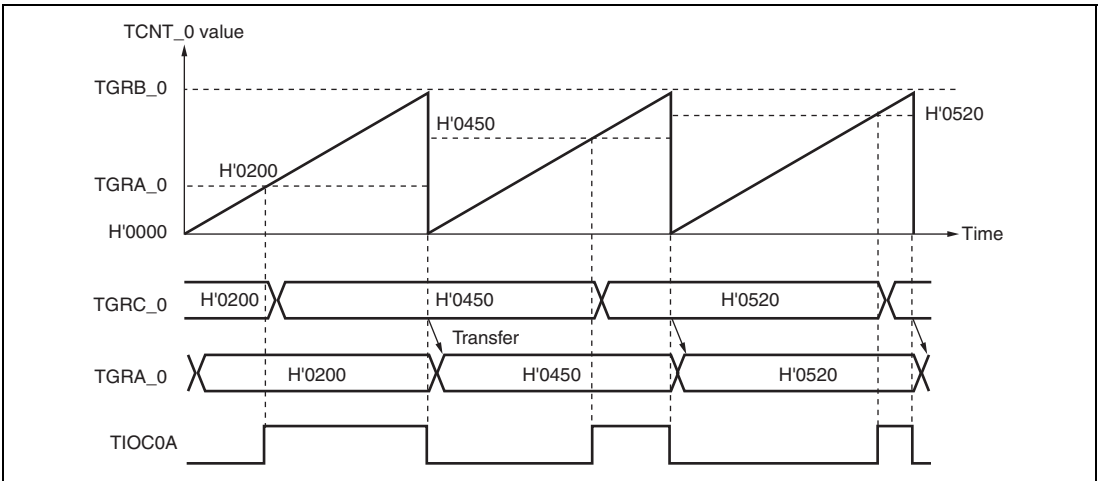 TCNT_0 value
TGRB_0
H'0520
H'0450
H'0200
TGRA_0
H'0000
Time
TGRC_0
H'0200
H'0450
H'0520
Transfer
TGRA_0
H'0200
H'0450
H'0520
TIOC0A